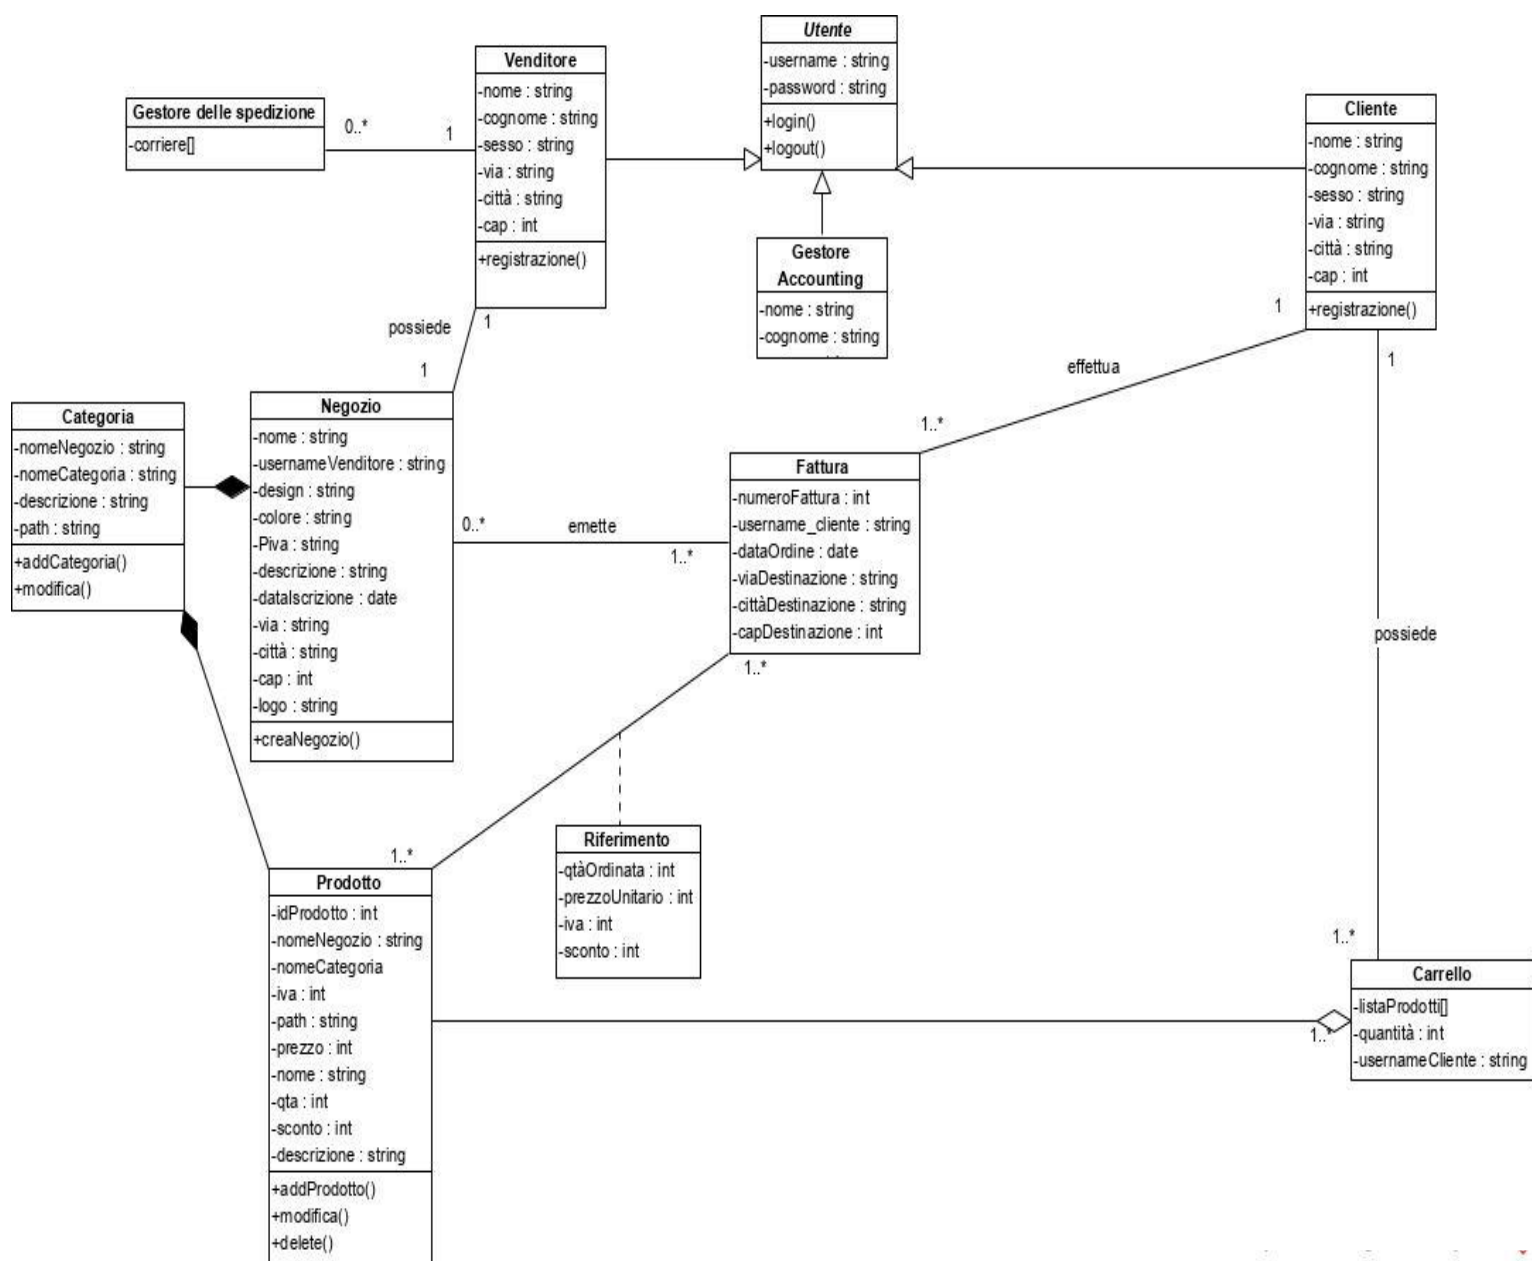 Utente
-username : string
-password : string
+login()
+logout()
Venditore
-nome : string
-cognome : string
-sesso : string
-via : string
-città : string
-cap : int
+registrazione()
Gestore delle spedizione
-corriere[]
0..*
1
Cliente
-nome : string
-cognome : string
-sesso : string
-via : string
-città : string
-cap : int
+registrazione()
Gestore
Accounting
-nome : string
-cognome : string
possiede
1
1
1
effettua
1..*
1
Categoria
-nomeNegozio : string
-nomeCategoria : string
-descrizione : string
-path : string
+addCategoria()
+modifica()
Negozio
-nome : string
-usernameVenditore : string
-design : string
-colore : string
-Piva : string
-descrizione : string
-dataIscrizione : date
-via : string
-città : string
-cap : int
-logo : string
+creaNegozio()
0..*
emette
1..*
Fattura
-numeroFattura : int
-username_cliente : string
-dataOrdine : date
-viaDestinazione : string
-cittàDestinazione : string
-capDestinazione : int
1..*
possiede
1..*
Riferimento
-qtàOrdinata : int
-prezzoUnitario : int
-iva : int
-sconto : int
1..*
Prodotto
-idProdotto : int
-nomeNegozio : string
-nomeCategoria
-iva : int
-path : string
-prezzo : int
-nome : string
-qta : int
-sconto : int
-descrizione : string
+addProdotto()
+modifica()
+delete()
Carrello
-listaProdotti[]
-quantità : int
-usernameCliente : string
1..*